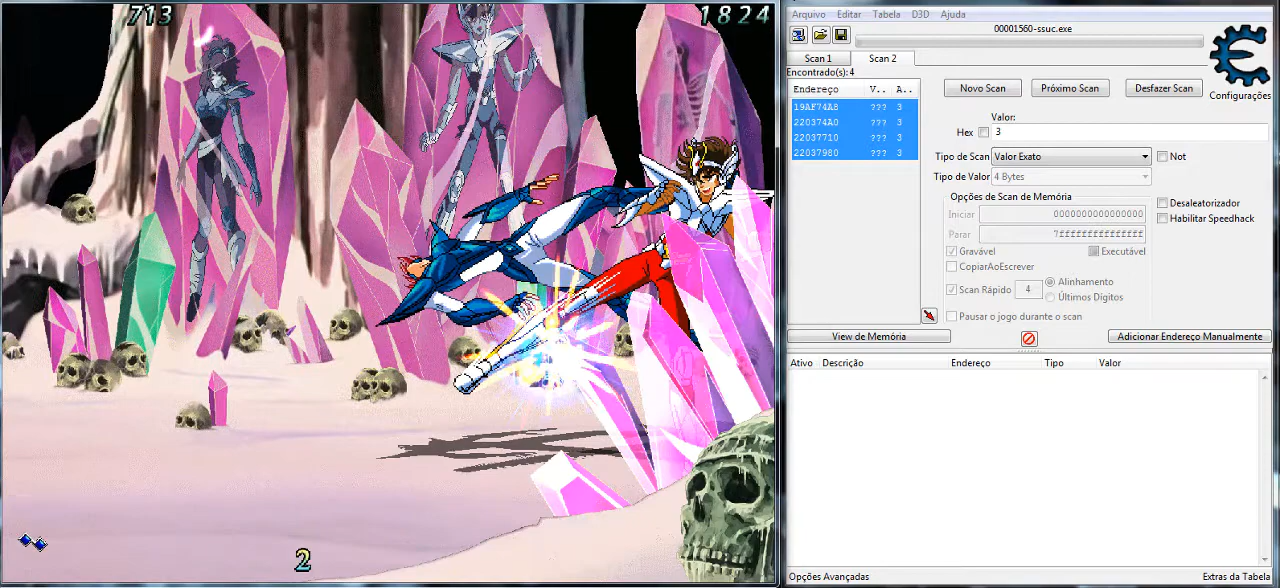 713
1824
2
Arquivo Editar Tabela D3D Ajuda
00001560-ssuc.exe
Scan 1 Scan 2
Encontrado(s):4
Endereço V.. A..
19AF74A8 ??? 3
220374A0 ??? 3
22037710 ??? 3
22037980 ??? 3
Configurações
Novo Scan Próximo Scan Desfazer Scan
Valor:
Hex 3
Tipo de Scan Valor Exato Not
Tipo de Valor 4 Bytes
Opções de Scan de Memória
Iniciar 0000000000000000
Parar 7fffffffffffffff
Gravável Executável
CopiarAoEscrever
Scan Rápido 4 Alinhamento
Últimos Dígitos
Pausar o jogo durante o scan
Desaleatorizador
Habilitar Speedhack
View de Memória Adicionar Endereço Manualmente
Ativo Descrição Endereço Tipo Valor
Opções Avançadas Extras da Tabela